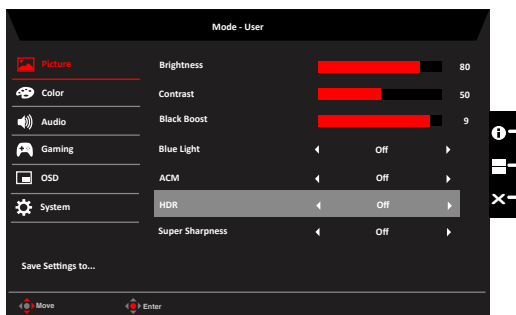 Mode - User
Picture
Color
Audio
Gaming
OSD
System
Brightness 80
Contrast 50
Black Boost 9
Blue Light Off
ACM Off
HDR Off
Super Sharpness Off
Save Settings to...
Move Enter